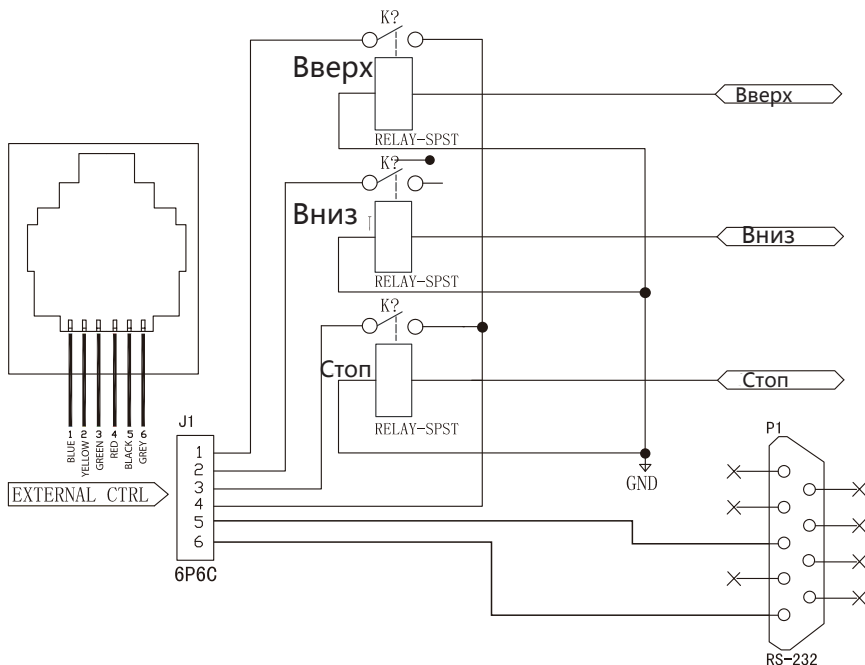 K?
Вверх
RELAY-SPST
Вверх
K?
Вниз
RELAY-SPST
Вниз
K?
Стоп
RELAY-SPST
Стоп
GND
1 2 3 4 5 6
BLUE
YELLOW
GREEN
RED
BLACK
GREY
EXTERNAL CTRL
J1
1
2
3
4
5
6
6P6C
P1
RS-232